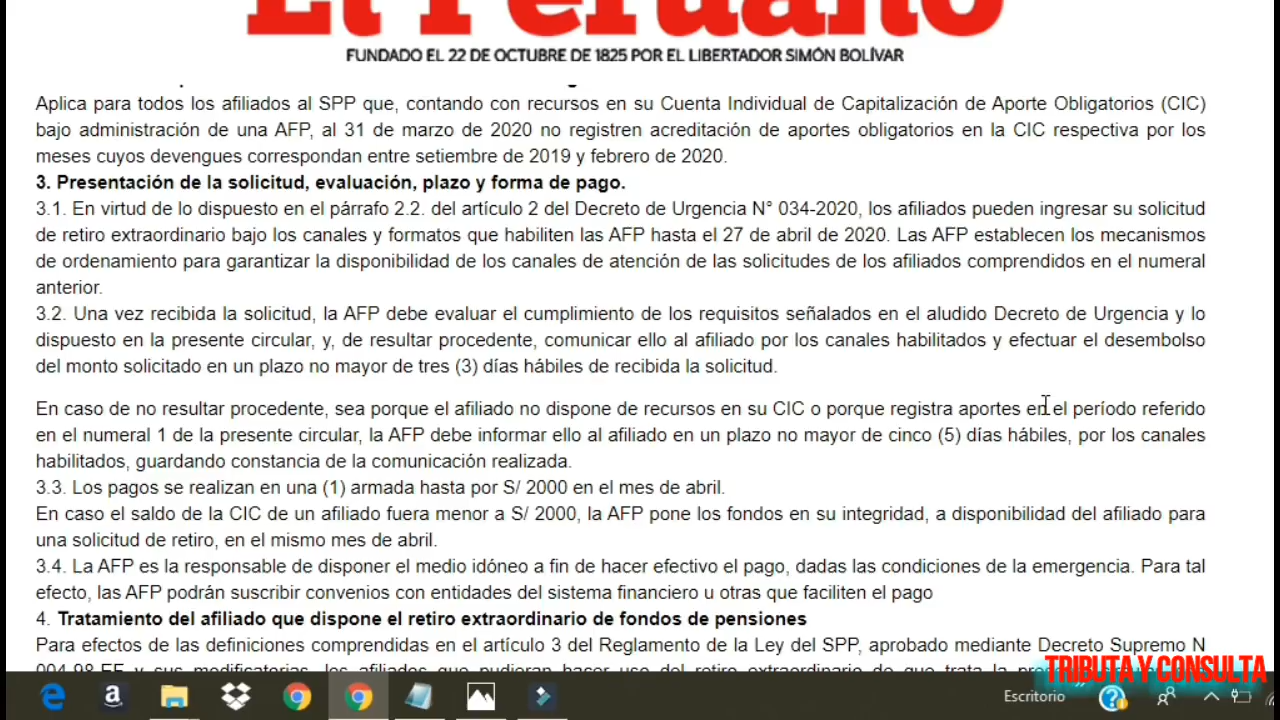 El Peruano
FUNDADO EL 22 DE OCTUBRE DE 1825 POR EL LIBERTADOR SIMÓN BOLÍVAR
Aplica para todos los afiliados al SPP que, contando con recursos en su Cuenta Individual de Capitalización de Aporte Obligatorios (CIC)
bajo administración de una AFP, al 31 de marzo de 2020 no registren acreditación de aportes obligatorios en la CIC respectiva por los
meses cuyos devengues correspondan entre setiembre de 2019 y febrero de 2020.
3. Presentación de la solicitud, evaluación, plazo y forma de pago.
3.1. En virtud de lo dispuesto en el párrafo 2.2. del artículo 2 del Decreto de Urgencia N° 034-2020, los afiliados pueden ingresar su solicitud
de retiro extraordinario bajo los canales y formatos que habiliten las AFP hasta el 27 de abril de 2020. Las AFP establecen los mecanismos
de ordenamiento para garantizar la disponibilidad de los canales de atención de las solicitudes de los afiliados comprendidos en el numeral
anterior.
3.2. Una vez recibida la solicitud, la AFP debe evaluar el cumplimiento de los requisitos señalados en el aludido Decreto de Urgencia y lo
dispuesto en la presente circular, y, de resultar procedente, comunicar ello al afiliado por los canales habilitados y efectuar el desembolso
del monto solicitado en un plazo no mayor de tres (3) días hábiles de recibida la solicitud.
En caso de no resultar procedente, sea porque el afiliado no dispone de recursos en su CIC o porque registra aportes en el período referido
en el numeral 1 de la presente circular, la AFP debe informar ello al afiliado en un plazo no mayor de cinco (5) días hábiles, por los canales
habilitados, guardando constancia de la comunicación realizada.
3.3. Los pagos se realizan en una (1) armada hasta por S/ 2000 en el mes de abril.
En caso el saldo de la CIC de un afiliado fuera menor a S/ 2000, la AFP pone los fondos en su integridad, a disponibilidad del afiliado para
una solicitud de retiro, en el mismo mes de abril.
3.4. La AFP es la responsable de disponer el medio idóneo a fin de hacer efectivo el pago, dadas las condiciones de la emergencia. Para tal
efecto, las AFP podrán suscribir convenios con entidades del sistema financiero u otras que faciliten el pago
4. Tratamiento del afiliado que dispone el retiro extraordinario de fondos de pensiones
Para efectos de las definiciones comprendidas en el artículo 3 del Reglamento de la Ley del SPP, aprobado mediante Decreto Supremo N
004-98-EF y sus modificatorias, los afiliados que pudieran hacer uso del retiro extraordinario de que trata la
TRIBUTA Y CONSULTA
Escritorio